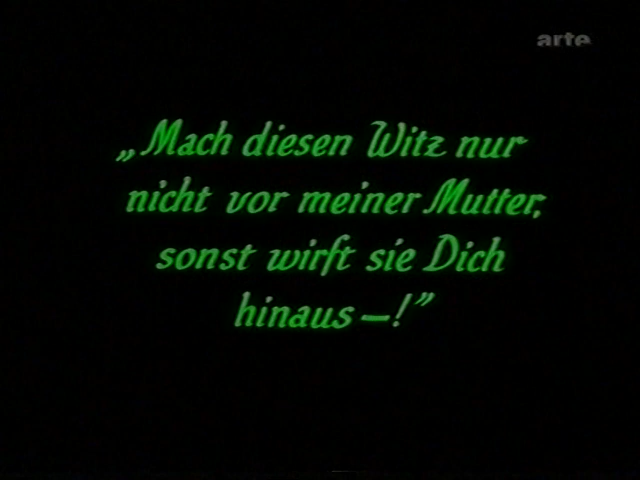 arte
„Mach diesen Witz nur
nicht vor meiner Mutter,
sonst wirft sie Dich
hinaus—!”